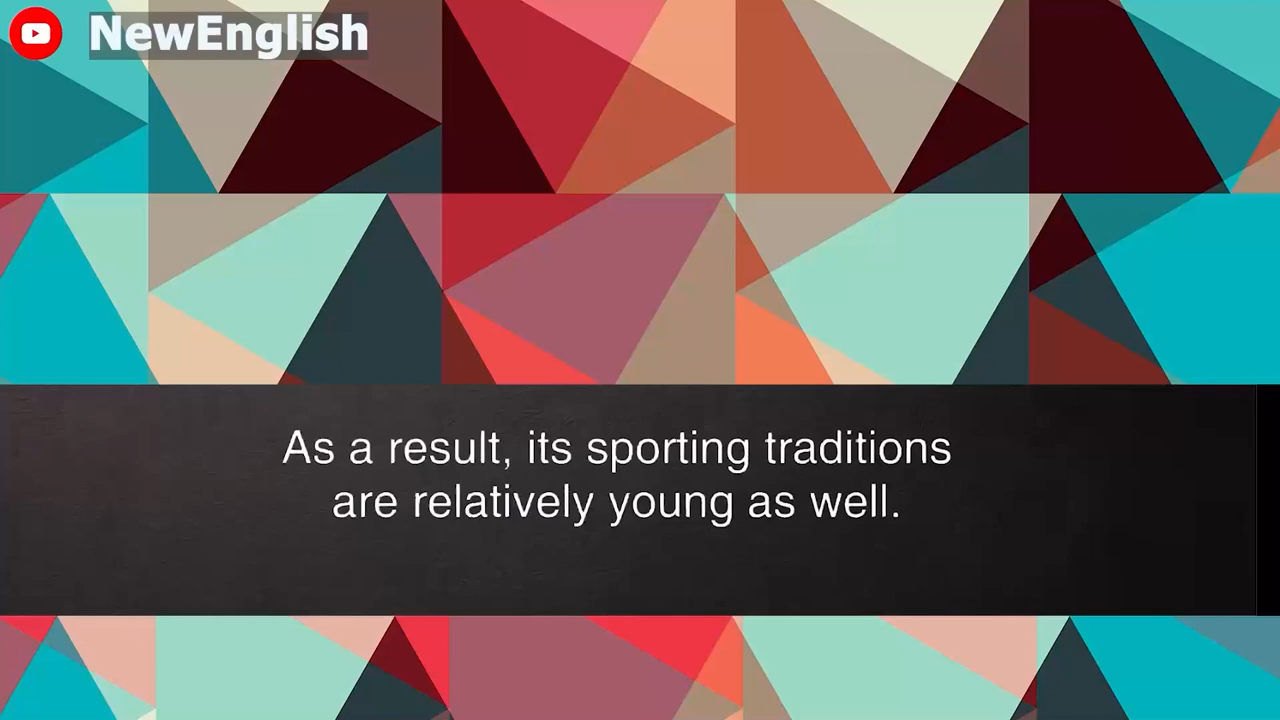 NewEnglish
As a result, its sporting traditions
are relatively young as well.